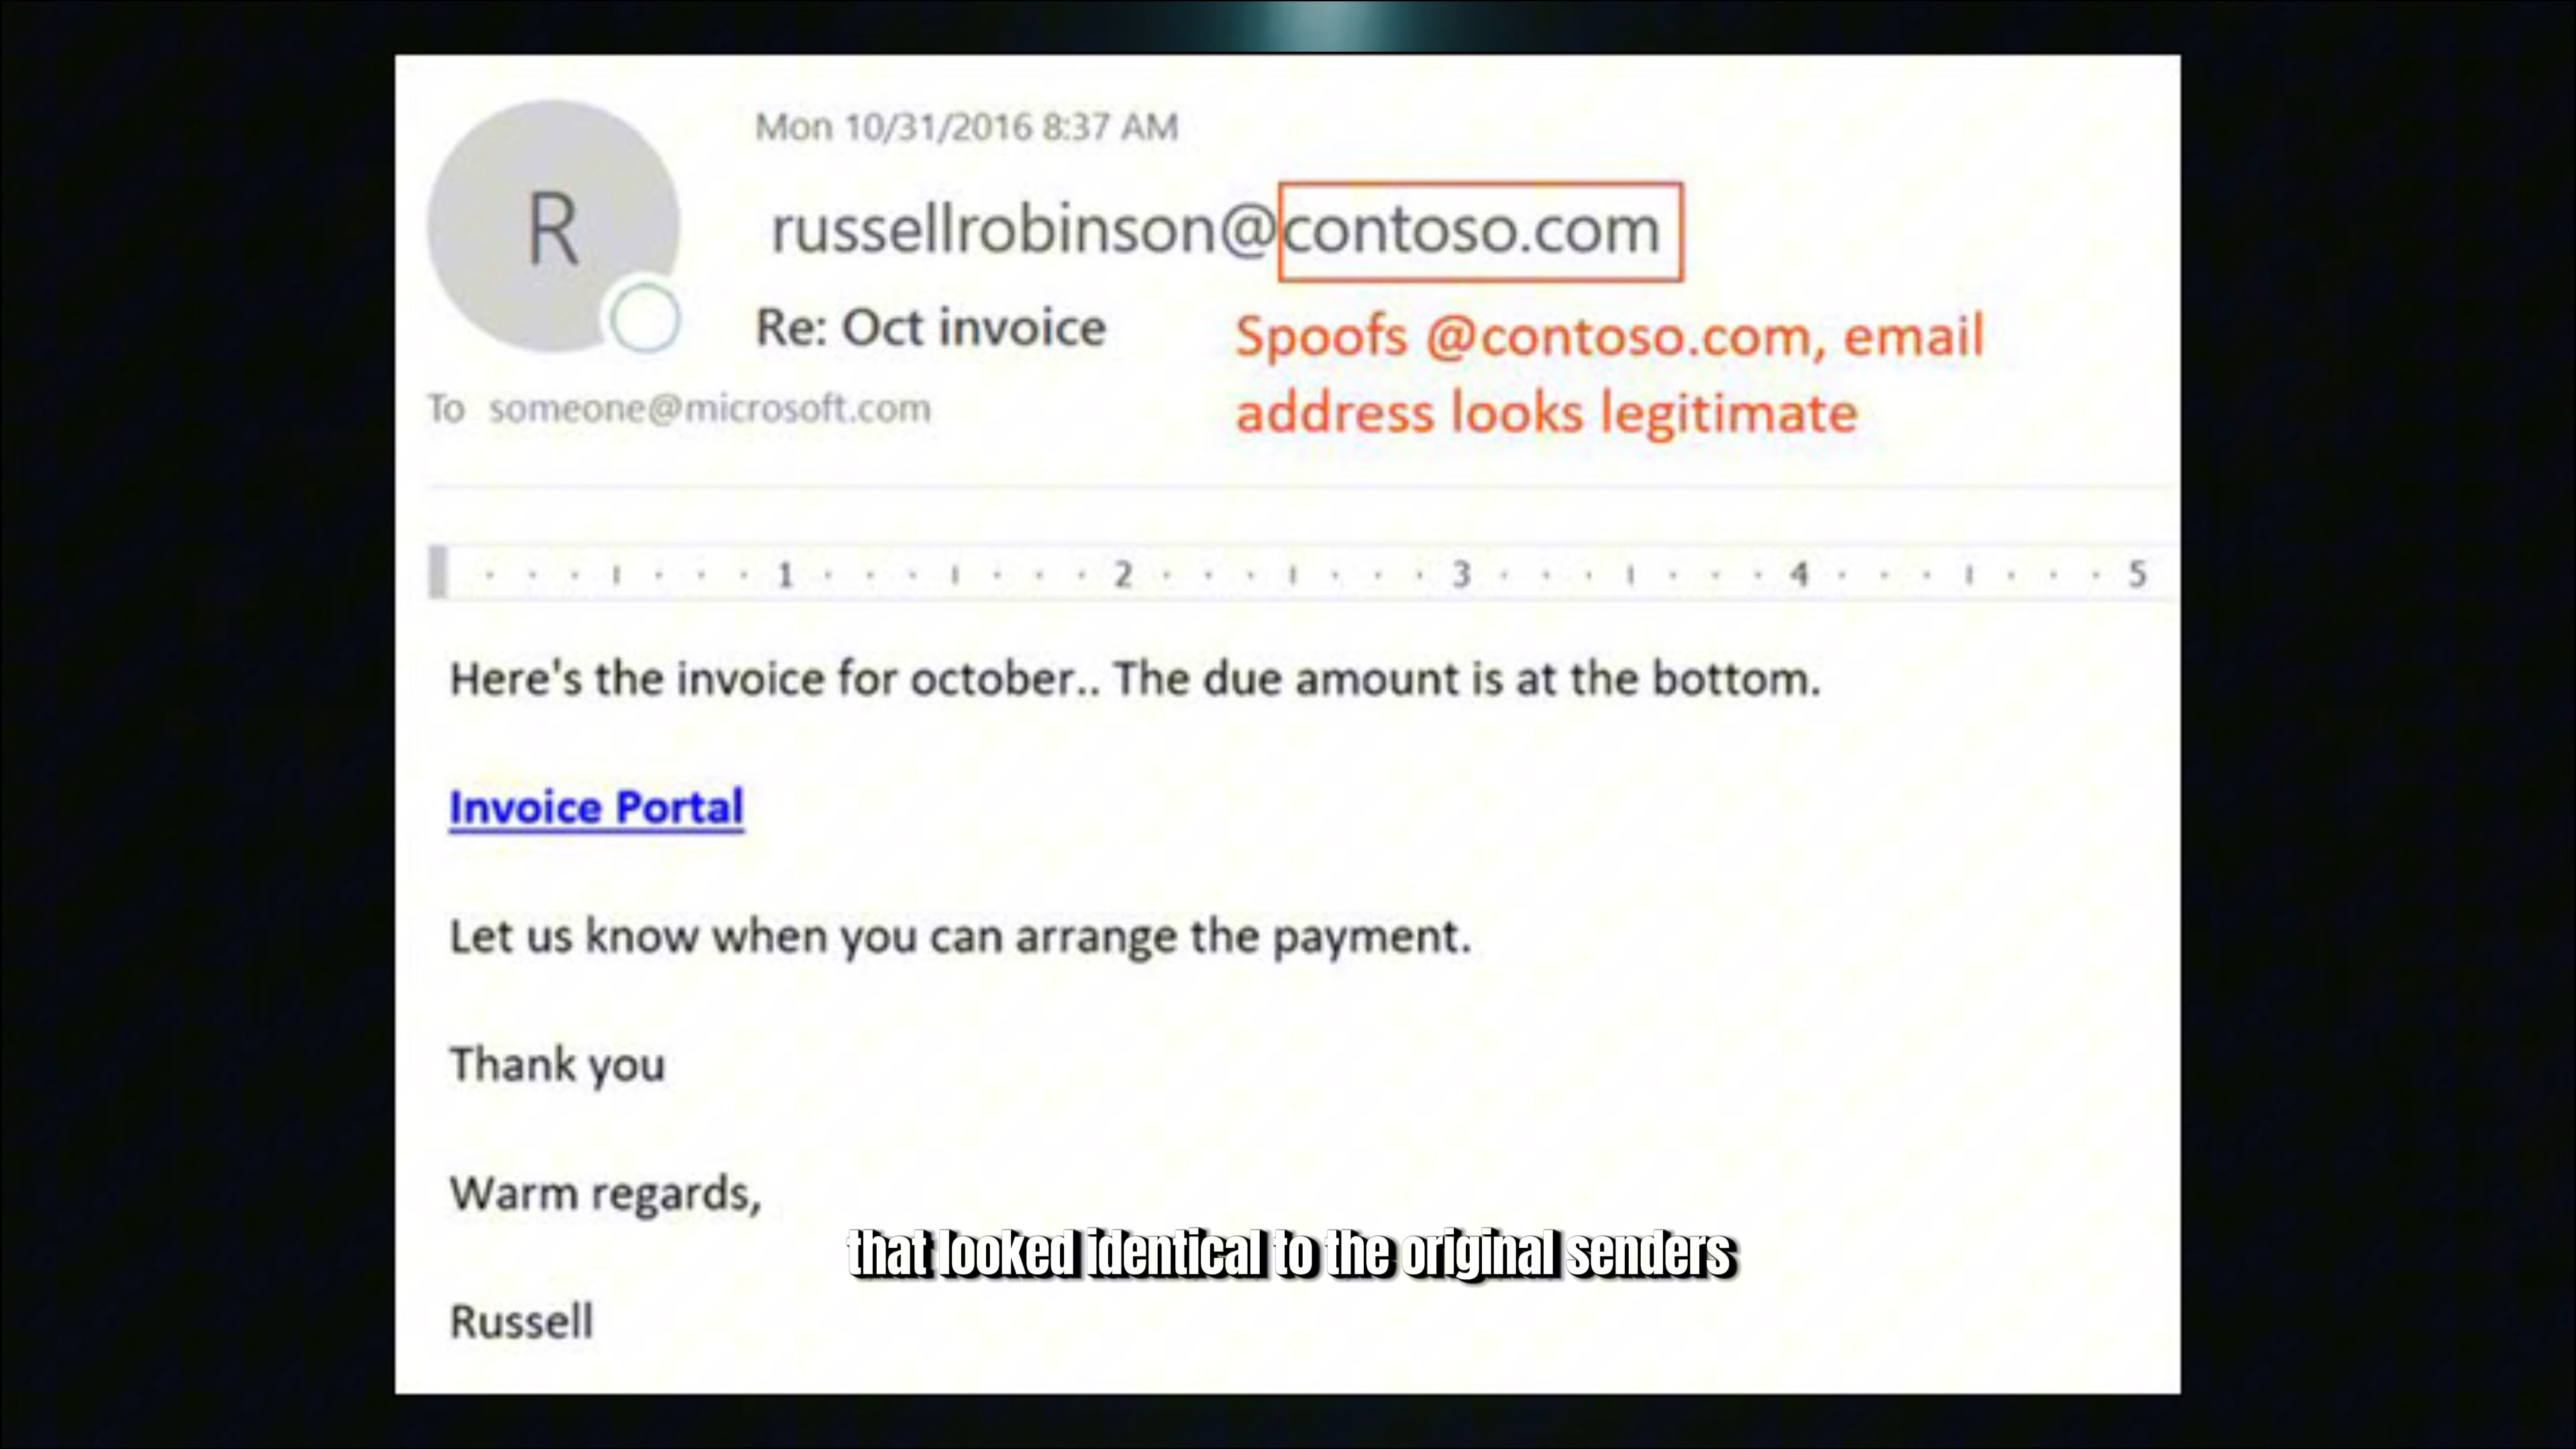 R
Mon 10/31/2016 8:37 AM
russellrobinson@contoso.com
Re: Oct invoice
Spoofs @contoso.com, email
address looks legitimate
To someone@microsoft.com
1 2 3 4 5
Here's the invoice for october.. The due amount is at the bottom.
Invoice Portal
Let us know when you can arrange the payment.
Thank you
Warm regards,
that looked identical to the original senders
Russell